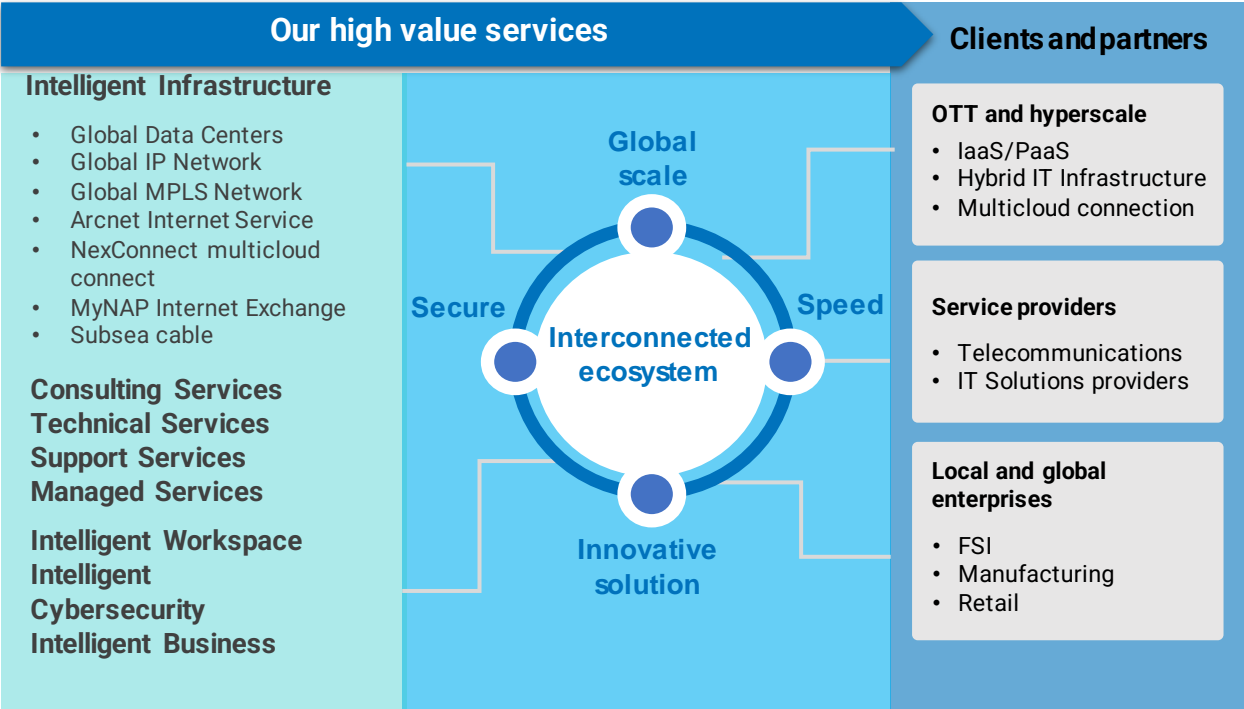 Our high value services
Clients and partners
Intelligent Infrastructure
• Global Data Centers
• Global IP Network
• Global MPLS Network
• Arcnet Internet Service
• NexConnect multicloud
connect
• MyNAP Internet Exchange
• Subsea cable
Consulting Services
Technical Services
Support Services
Managed Services
Intelligent Workspace
Intelligent
Cybersecurity
Intelligent Business
Global
scale
Secure
Speed
Interconnected
ecosystem
Innovative
solution
OTT and hyperscale
• IaaS/PaaS
• Hybrid IT Infrastructure
• Multicloud connection
Service providers
• Telecommunications
• IT Solutions providers
Local and global
enterprises
• FSI
• Manufacturing
• Retail